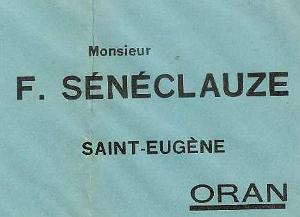 Monsieur
F. SÉNÉCLAUZE
SAINT-EUGÈNE
ORAN